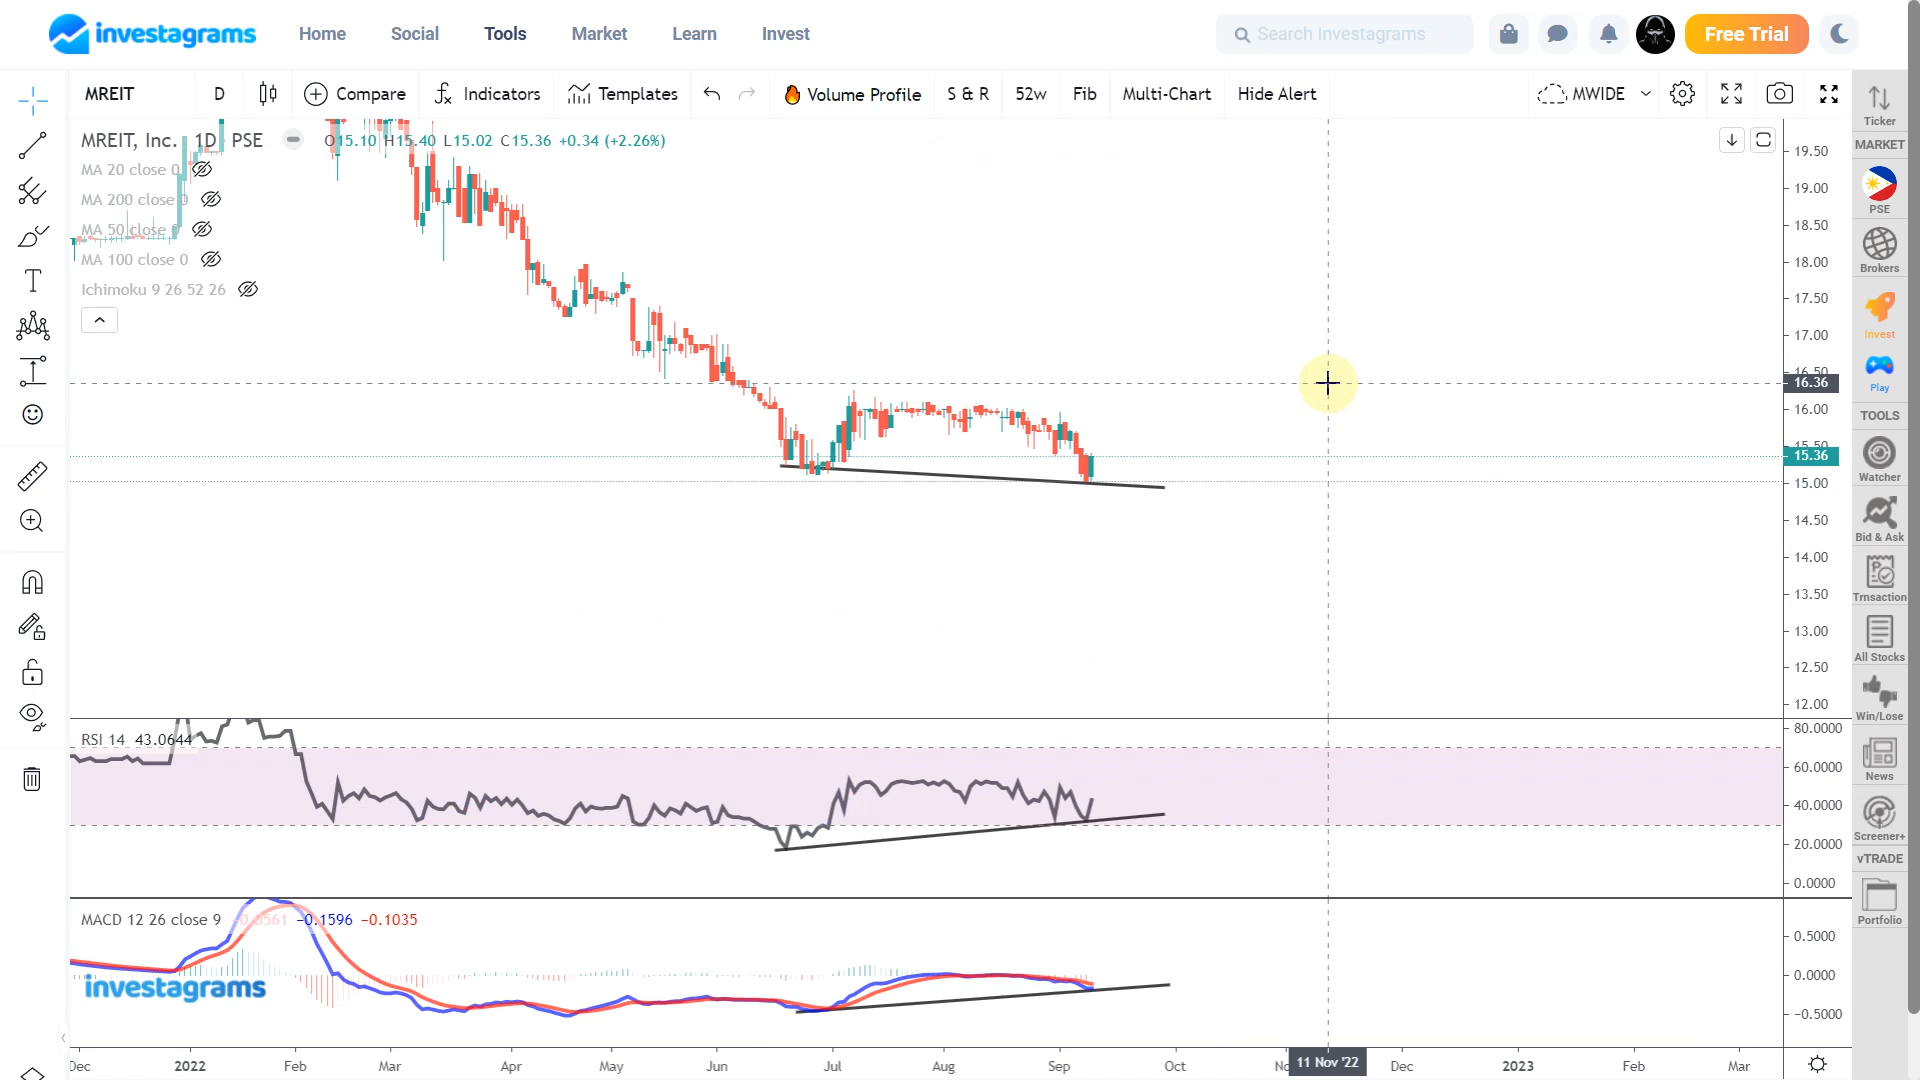 investagrams
Home Social Tools Market Learn Invest
Search Investagrams
Free Trial
MREIT D Compare Indicators Templates Volume Profile S & R 52w Fib Multi-Chart Hide Alert MWIDE
MREIT, Inc. 1D PSE O15.10 H15.40 L15.02 C15.36 +0.34 (+2.26%)
MA 20 close 0
MA 200 close 0
MA 50 close
MA 100 close 0
Ichimoku 9 26 52 26
19.50
19.00
18.50
18.00
17.50
17.00
16.50
16.36
16.00
15.50
15.36
15.00
14.50
14.00
13.50
13.00
12.50
12.00
RSI 14 43.0644
80.0000
60.0000
40.0000
20.0000
0.0000
MACD 12 26 close 9 −0.1596 −0.1035
0.5000
0.0000
−0.5000
investagrams
Dec 2022 Feb Mar Apr May Jun Jul Aug Sep Oct No 11 Nov '22 Dec 2023 Feb Mar
Ticker
MARKET
PSE
Brokers
Invest
Play
TOOLS
Watcher
Bid & Ask
Trnsaction
All Stocks
Win/Lose
News
Screener+
vTRADE
Portfolio